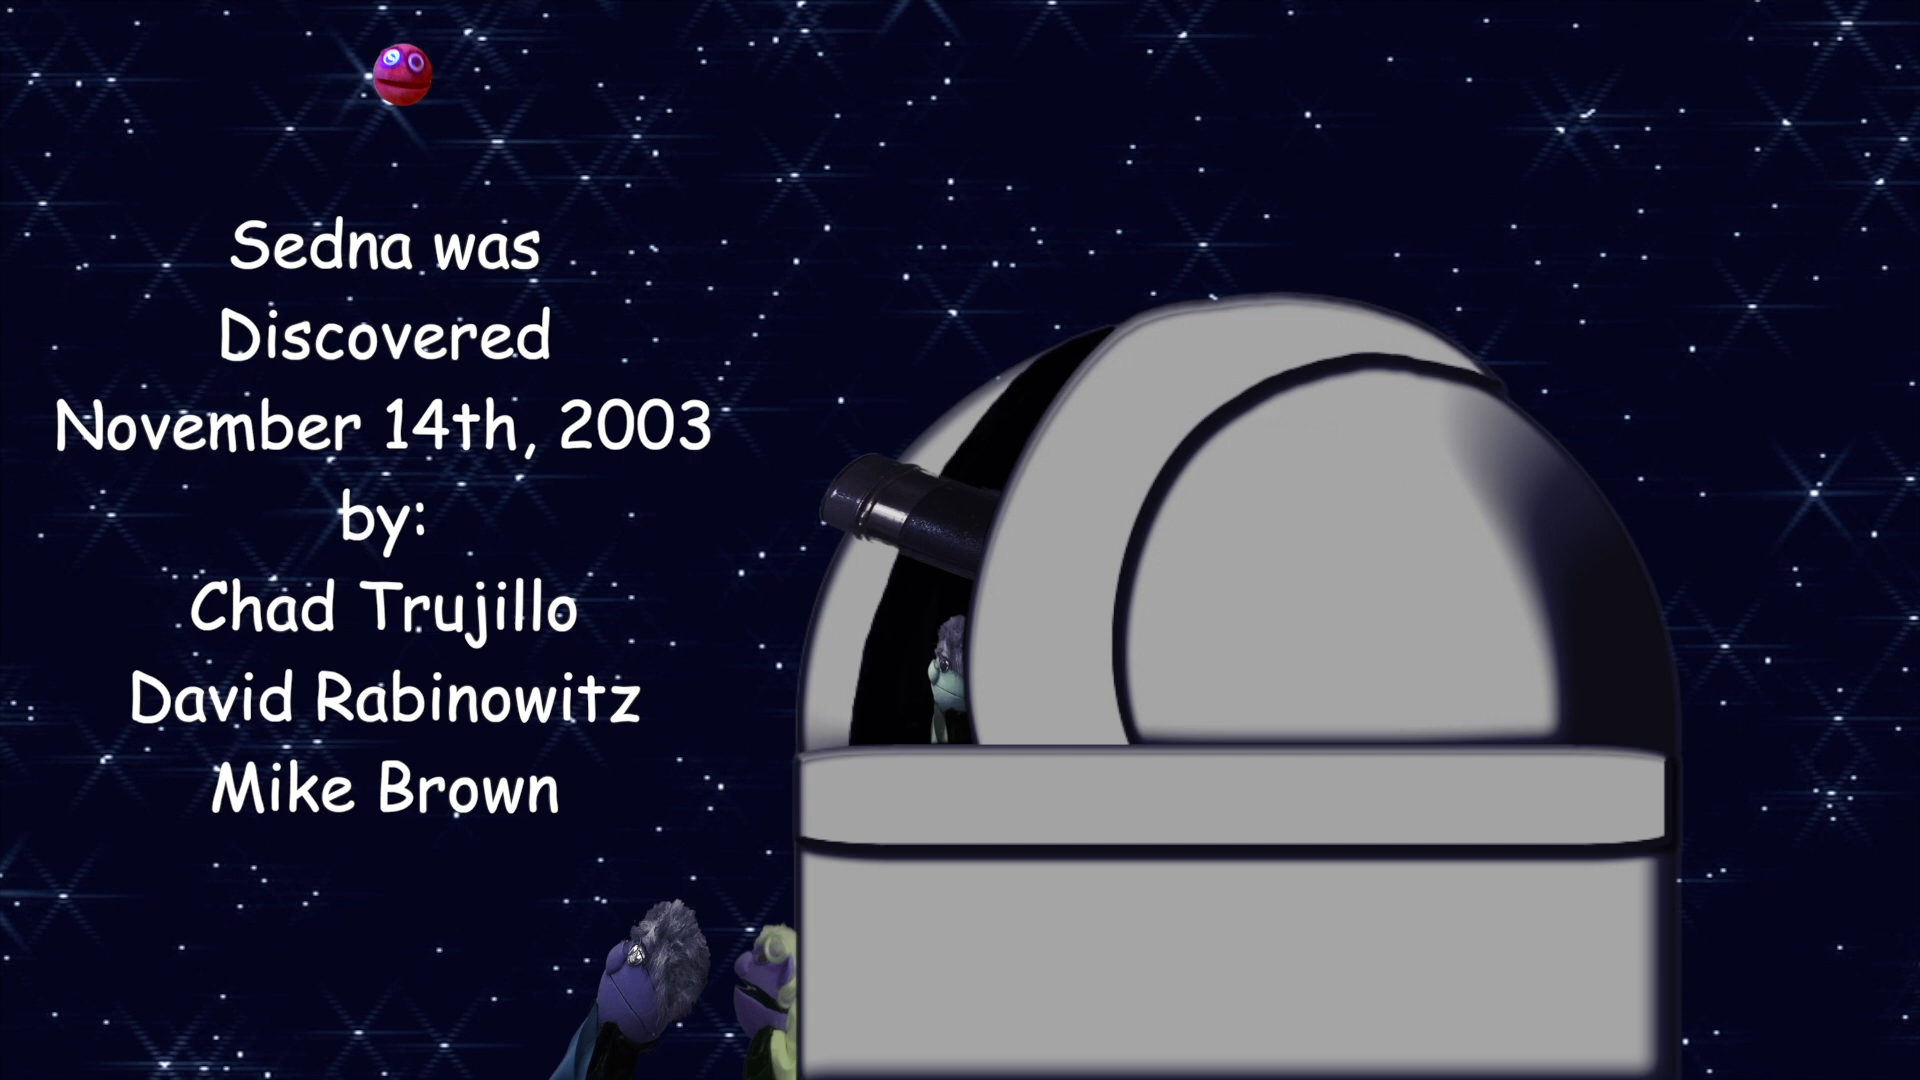 Sedna was
Discovered
November 14th, 2003
by:
Chad Trujillo
David Rabinowitz
Mike Brown